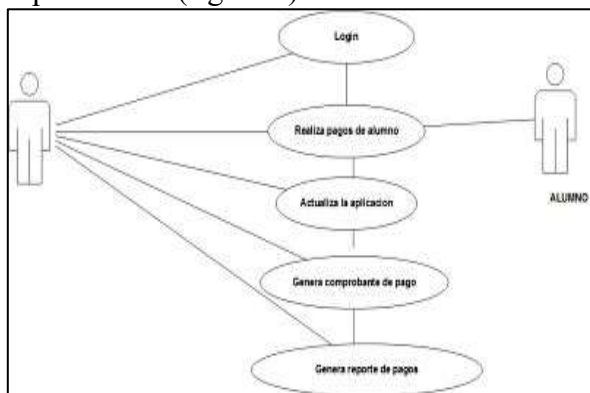 Login
Realiza pagos de alumno
ALUMNO
Actualiza la aplicacion
Genera comprobante de pago
Genera reporte de pagos